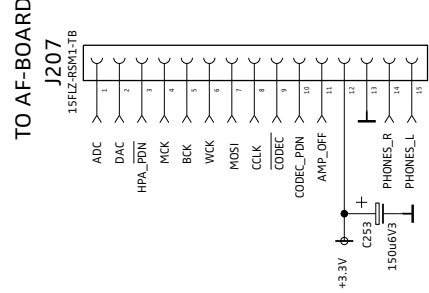 TO AF-BOARD
J207
15FLZ-RSM1-TB
1
2
3
4
5
6
7
8
9
10
11
12
13
14
15
ADC
DAC
HPA_PDN
MCK
BCK
WCK
MOSI
CCLK
CODEC
CODEC_PDN
AMP_OFF
PHONES_R
PHONES_L
+3.3V
+
C253
150u6V3